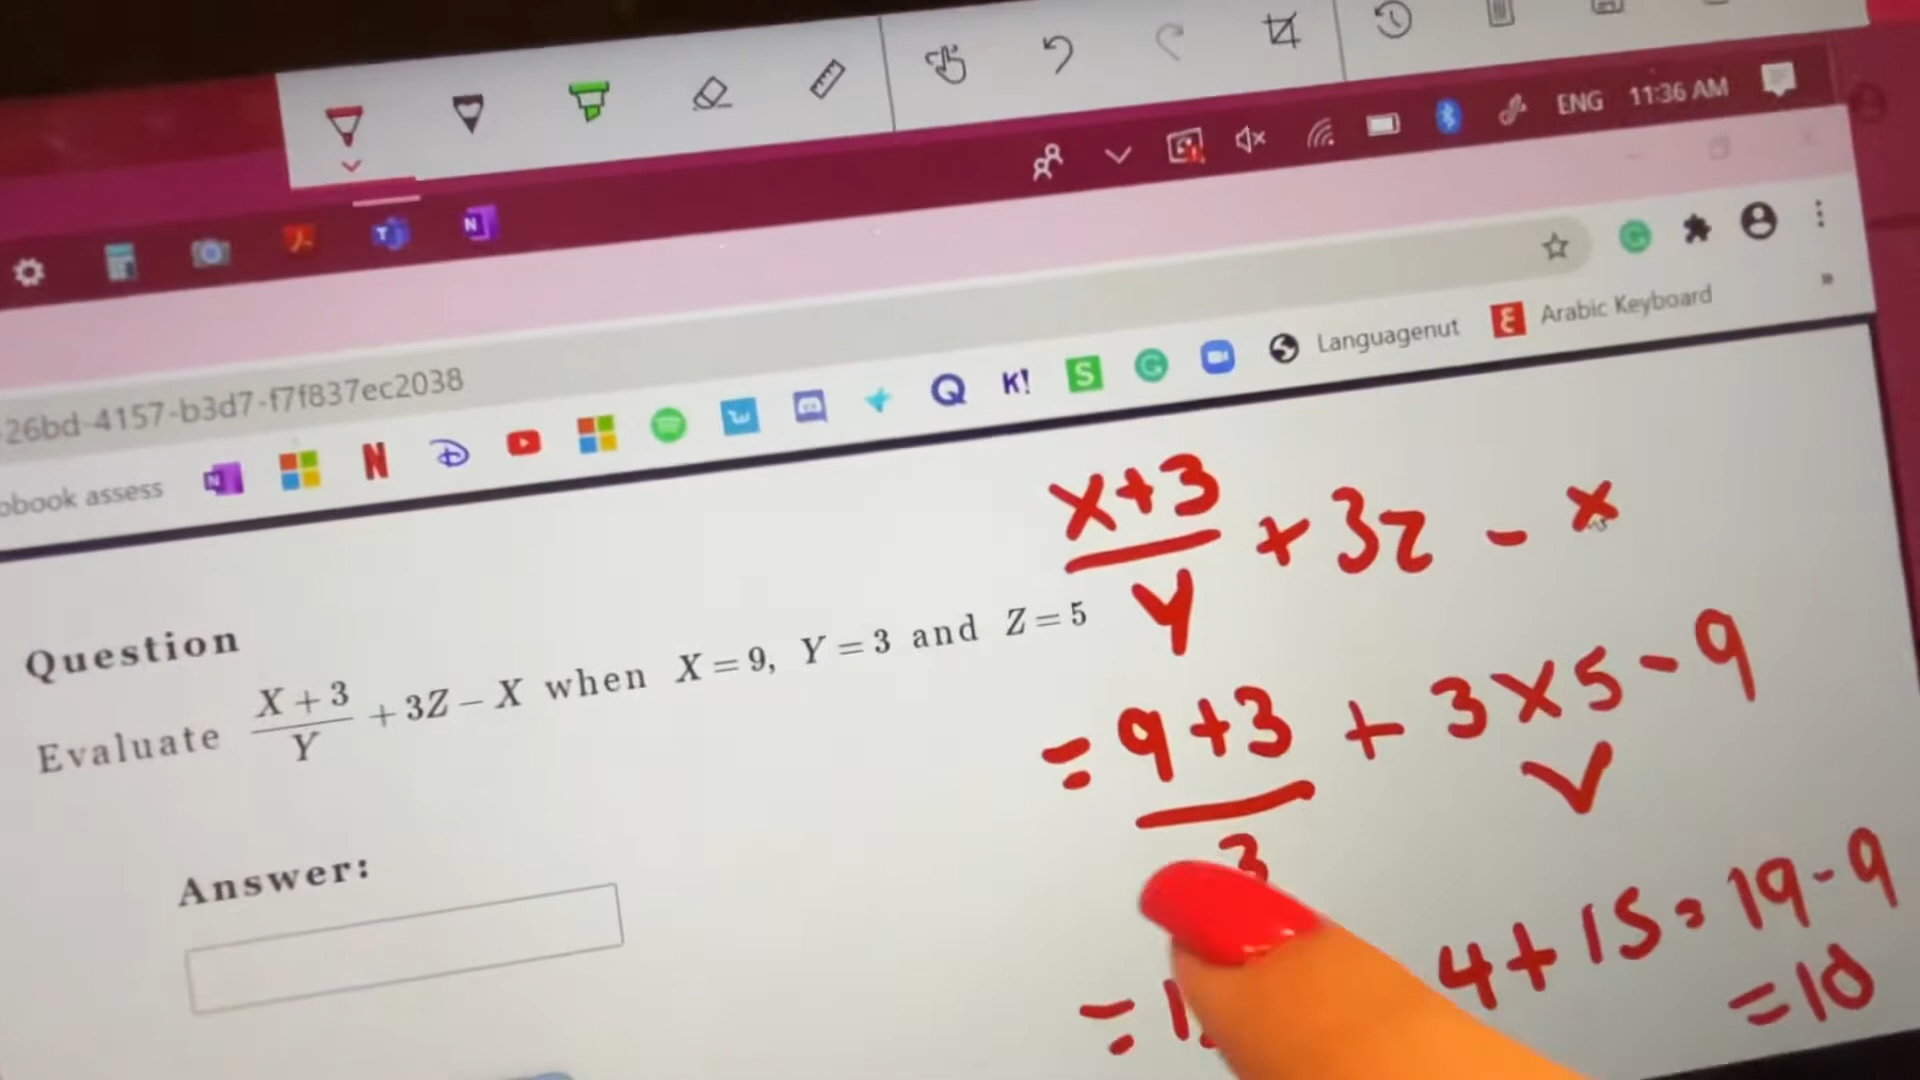 ENG 11:36 AM
-26bd-4157-b3d7-f7f837ec2038
obook assess
Languagenut
Arabic Keyboard
Question
Evaluate X + 3 / Y + 3Z − X when X = 9, Y = 3 and Z = 5
Answer:
x+3 / y + 3z - x
= 9+3 / 3 + 3×5-9
4+15=19-9
=10